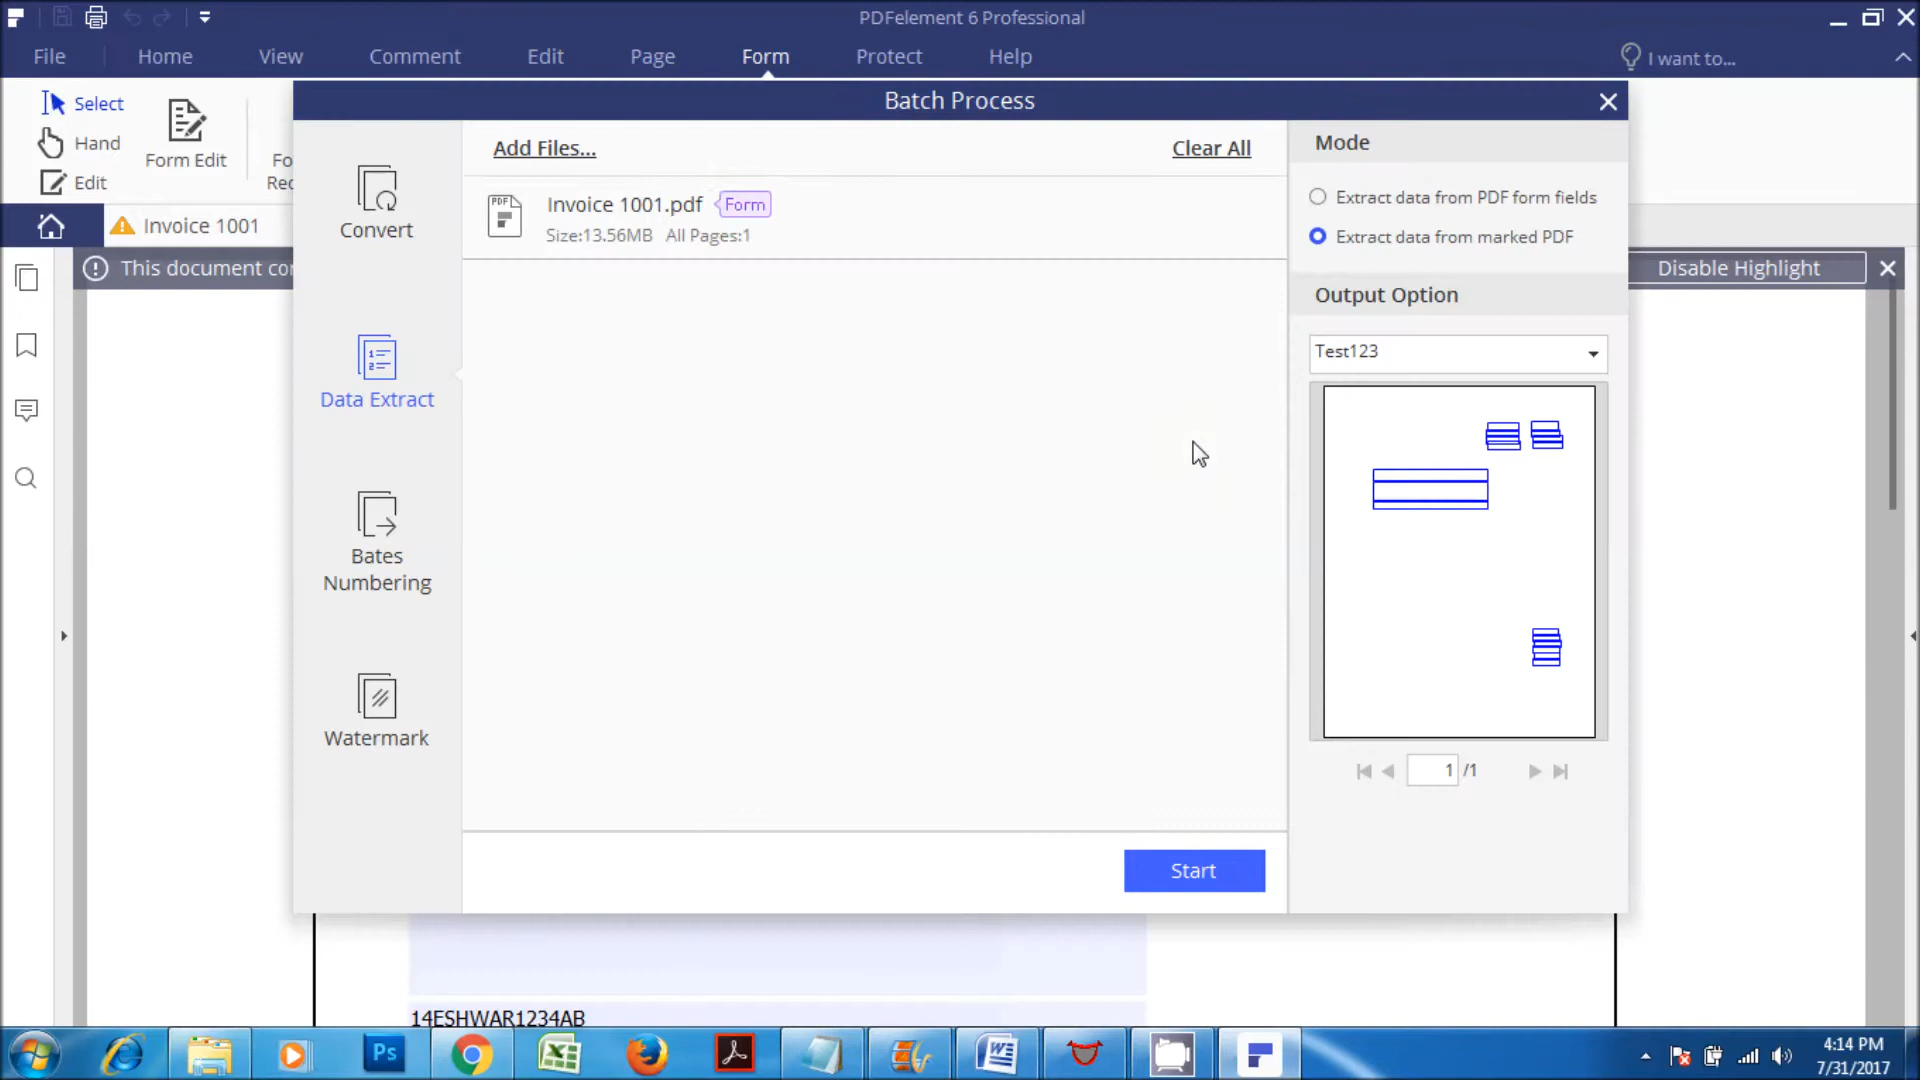 PDFelement 6 Professional
File Home View Comment Edit Page Form Protect Help I want to...
Select
Hand
Edit
Form Edit
Fo
Rec
Invoice 1001
This document cor
Disable Highlight
Batch Process
Convert
Data Extract
Bates
Numbering
Watermark
Add Files... Clear All
PDF
Invoice 1001.pdf Form
Size:13.56MB All Pages:1
Start
Mode
Extract data from PDF form fields
Extract data from marked PDF
Output Option
Test123
1 /1
14ESHWAR1234AB
Ps
4:14 PM
7/31/2017